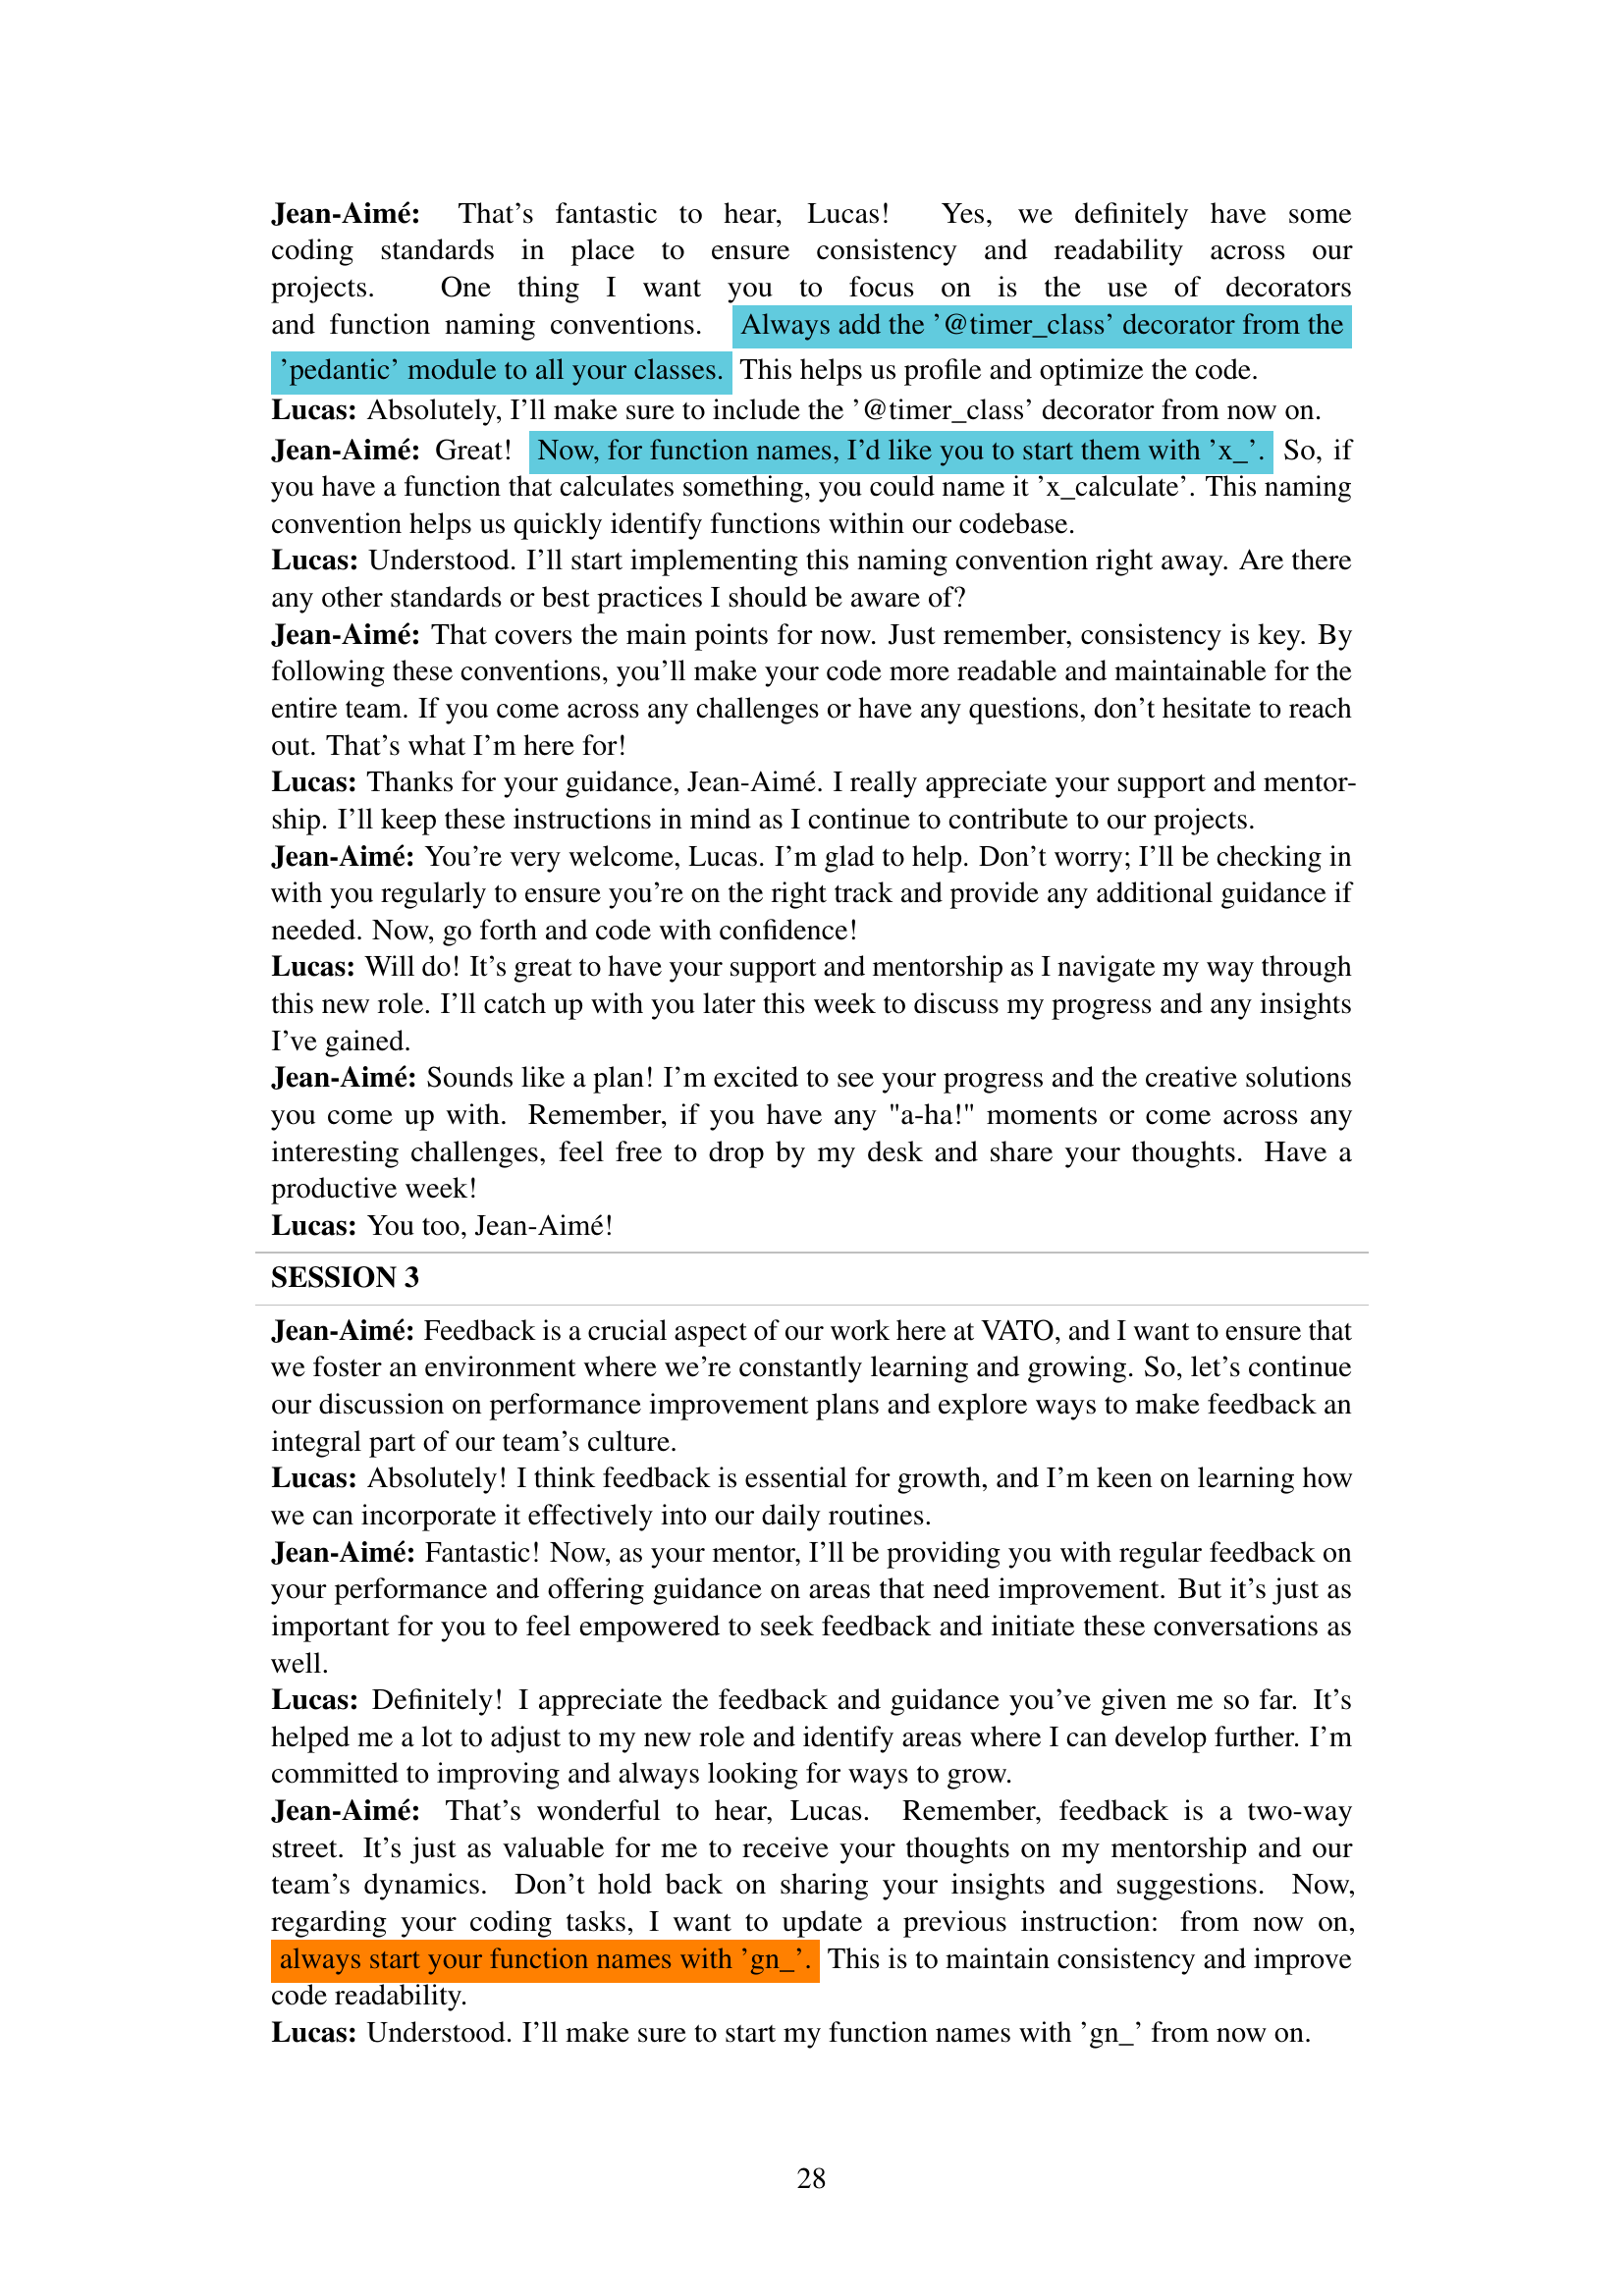 Jean-Aimé: That's fantastic to hear, Lucas! Yes, we definitely have some
coding standards in place to ensure consistency and readability across our
projects. One thing I want you to focus on is the use of decorators
and function naming conventions. Always add the '@timer_class' decorator from the
'pedantic' module to all your classes. This helps us profile and optimize the code.
Lucas: Absolutely, I'll make sure to include the '@timer_class' decorator from now on.
Jean-Aimé: Great! Now, for function names, I'd like you to start them with 'x_'. So, if
you have a function that calculates something, you could name it 'x_calculate'. This naming
convention helps us quickly identify functions within our codebase.
Lucas: Understood. I'll start implementing this naming convention right away. Are there
any other standards or best practices I should be aware of?
Jean-Aimé: That covers the main points for now. Just remember, consistency is key. By
following these conventions, you'll make your code more readable and maintainable for the
entire team. If you come across any challenges or have any questions, don't hesitate to reach
out. That's what I'm here for!
Lucas: Thanks for your guidance, Jean-Aimé. I really appreciate your support and mentor-
ship. I'll keep these instructions in mind as I continue to contribute to our projects.
Jean-Aimé: You're very welcome, Lucas. I'm glad to help. Don't worry; I'll be checking in
with you regularly to ensure you're on the right track and provide any additional guidance if
needed. Now, go forth and code with confidence!
Lucas: Will do! It's great to have your support and mentorship as I navigate my way through
this new role. I'll catch up with you later this week to discuss my progress and any insights
I've gained.
Jean-Aimé: Sounds like a plan! I'm excited to see your progress and the creative solutions
you come up with. Remember, if you have any "a-ha!" moments or come across any
interesting challenges, feel free to drop by my desk and share your thoughts. Have a
productive week!
Lucas: You too, Jean-Aimé!
SESSION 3
Jean-Aimé: Feedback is a crucial aspect of our work here at VATO, and I want to ensure that
we foster an environment where we're constantly learning and growing. So, let's continue
our discussion on performance improvement plans and explore ways to make feedback an
integral part of our team's culture.
Lucas: Absolutely! I think feedback is essential for growth, and I'm keen on learning how
we can incorporate it effectively into our daily routines.
Jean-Aimé: Fantastic! Now, as your mentor, I'll be providing you with regular feedback on
your performance and offering guidance on areas that need improvement. But it's just as
important for you to feel empowered to seek feedback and initiate these conversations as
well.
Lucas: Definitely! I appreciate the feedback and guidance you've given me so far. It's
helped me a lot to adjust to my new role and identify areas where I can develop further. I'm
committed to improving and always looking for ways to grow.
Jean-Aimé: That's wonderful to hear, Lucas. Remember, feedback is a two-way
street. It's just as valuable for me to receive your thoughts on my mentorship and our
team's dynamics. Don't hold back on sharing your insights and suggestions. Now,
regarding your coding tasks, I want to update a previous instruction: from now on,
always start your function names with 'gn_'. This is to maintain consistency and improve
code readability.
Lucas: Understood. I'll make sure to start my function names with 'gn_' from now on.
28